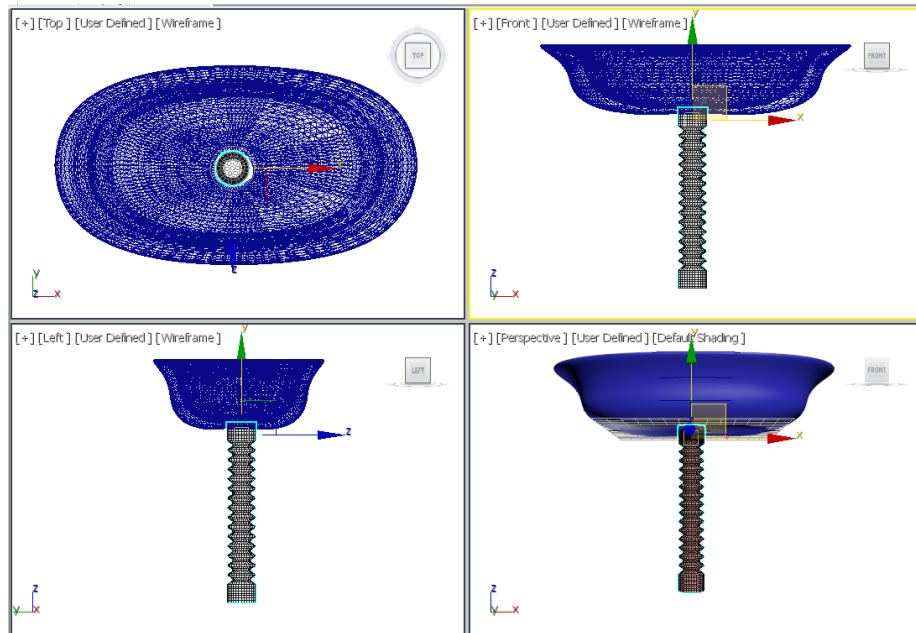 [+] [Top] [User Defined] [Wireframe]
TOP
x
z
y
z
x
[+] [Front] [User Defined] [Wireframe]
FRONT
y
x
z
y
x
[+] [Left] [User Defined] [Wireframe]
LEFT
y
z
z
y
x
[+] [Perspective] [User Defined] [Default Shading]
FRONT
y
x
z
y
x